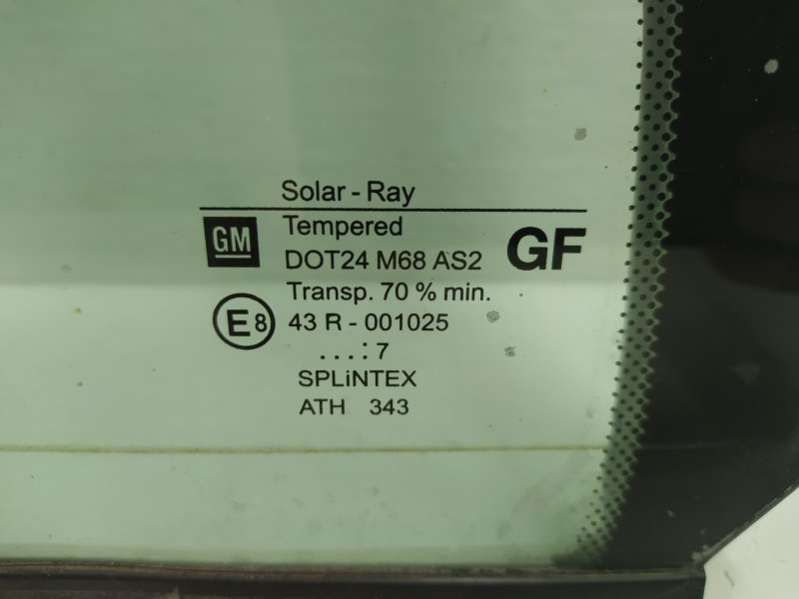 Solar - Ray
GM
Tempered
DOT24 M68 AS2
GF
Transp. 70 % min.
E8
43 R - 001025
...: 7
SPLiNTEX
ATH 343